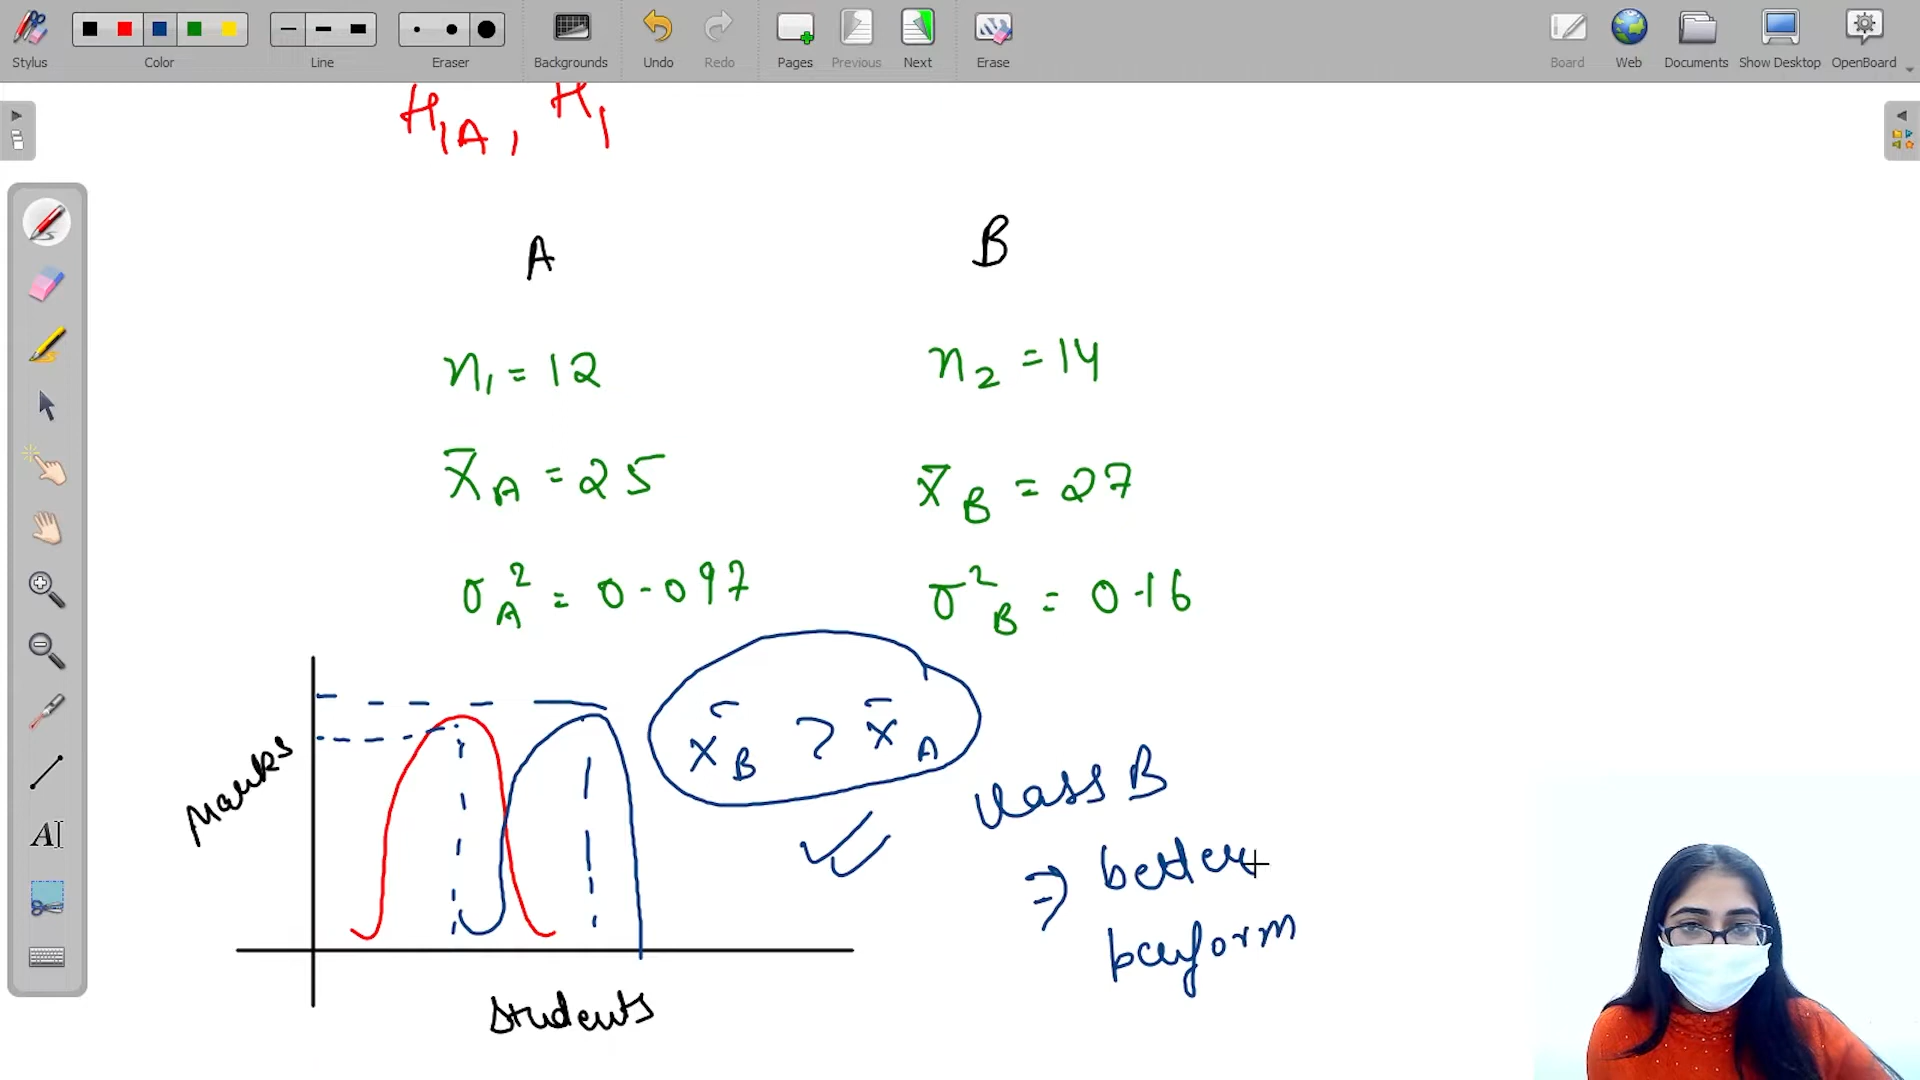 Stylus
Color
Line
Eraser
Backgrounds
Undo
Redo
Pages
Previous
Next
Erase
Board
Web
Documents
Show Desktop
OpenBoard
H1A, H1
A B
n1 = 12 n2 = 14
x̄A = 25 x̄B = 27
σA² = 0.097 σ²B = 0.16
x̄B > x̄A
Marks
class B
⇒ better
perform
Students